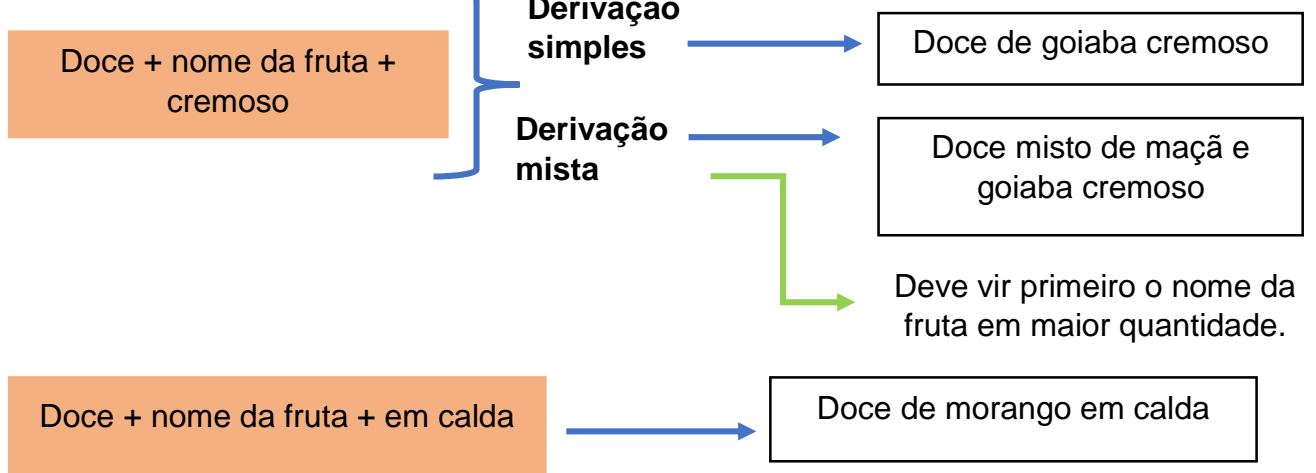 Derivação
simples
Doce de goiaba cremoso
Doce + nome da fruta +
cremoso
Derivação
mista
Doce misto de maçã e
goiaba cremoso
Deve vir primeiro o nome da
fruta em maior quantidade.
Doce + nome da fruta + em calda
Doce de morango em calda